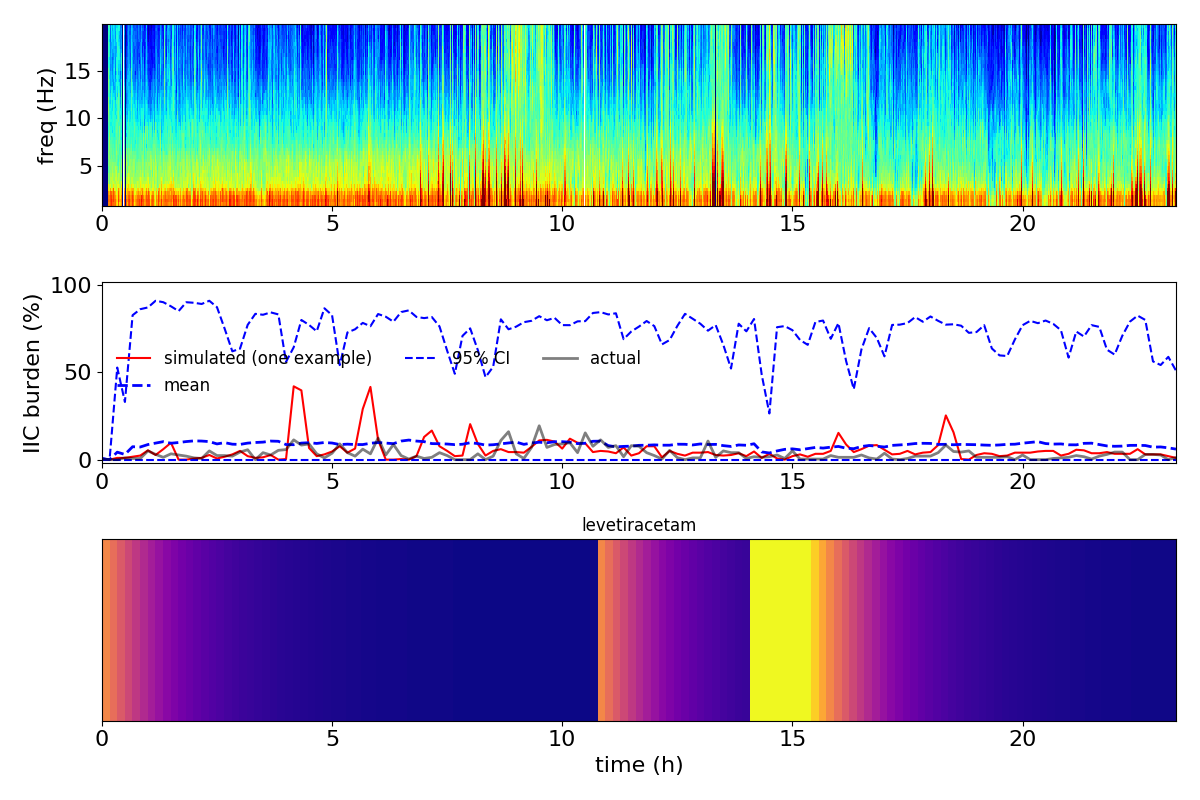 freq (Hz)
15
10
5
0 5 10 15 20
IIC burden (%)
100
50
0
simulated (one example) 95% CI actual
mean
0 5 10 15 20
levetiracetam
0 5 10 15 20
time (h)